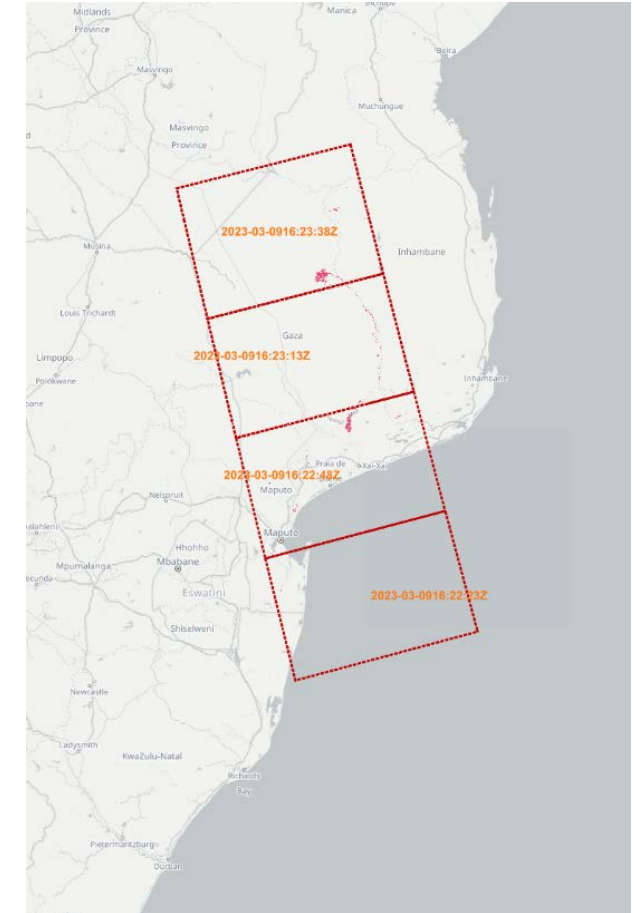 Midlands
Province
Manica
Beira
Masvingo
Muchungue
Masvingo
Province
2023-03-0916:23:38Z
Musina
Inhambane
Louis Trichardt
Gaza
Limpopo
2023-03-0916:23:13Z
Polokwane
Inhambane
Praia de
Xai-Xai
2023-03-0916:22:48Z
Maputo
Nelspruit
Maputo
Hhohho
Mbabane
Mpumalanga
Eswatini
2023-03-0916:22:23Z
Shiselweni
Newcastle
Ladysmith
KwaZulu-Natal
Richards
Bay
Pietermaritzburg
Durban